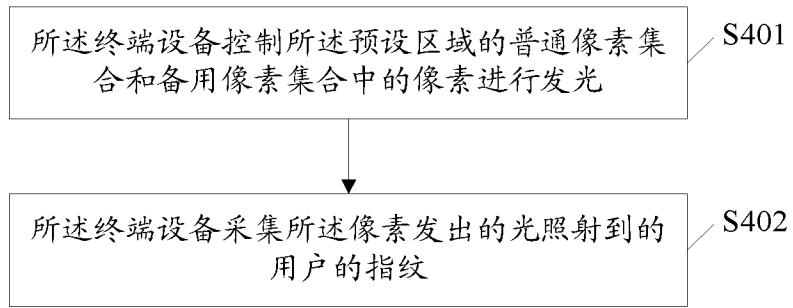 所述终端设备控制所述预设区域的普通像素集
合和备用像素集合中的像素进行发光
S401
所述终端设备采集所述像素发出的光照射到的
用户的指纹
S402